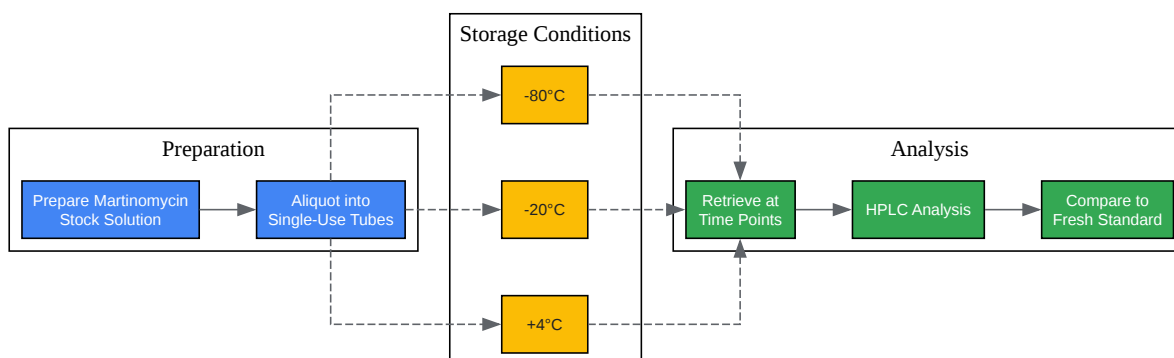 Storage Conditions
-80°C
Preparation
Analysis
Prepare Martinomycin
Stock Solution
Aliquot into
Single-Use Tubes
-20°C
Retrieve at
Time Points
HPLC Analysis
Compare to
Fresh Standard
+4°C